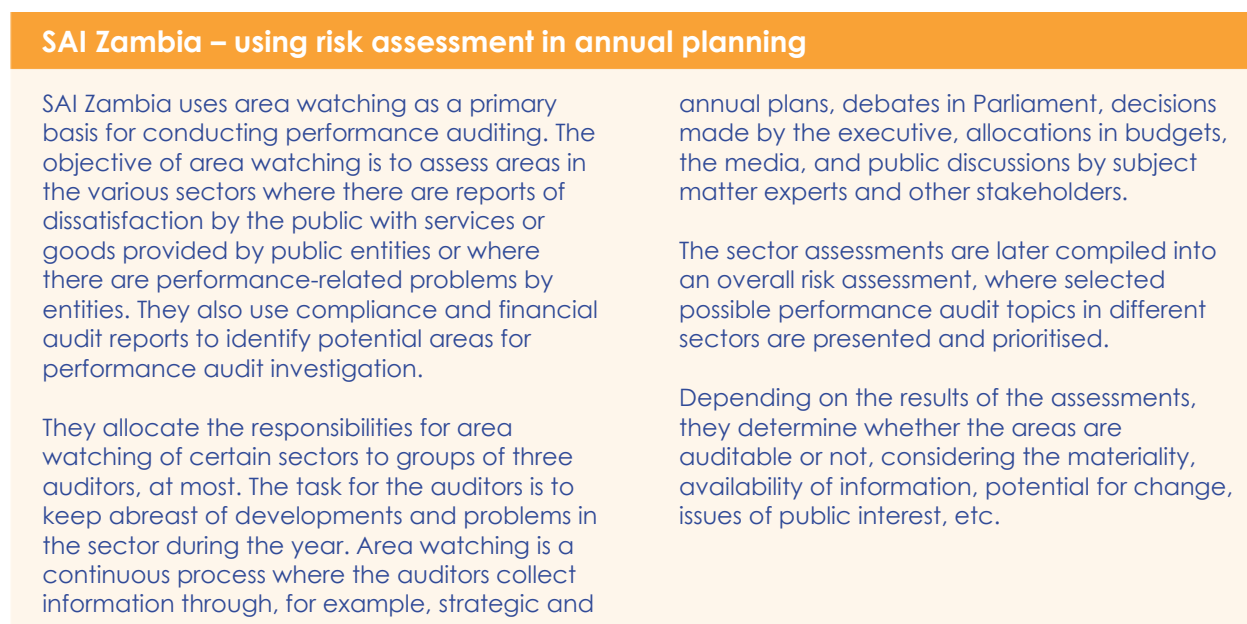 SAI Zambia – using risk assessment in annual planning
SAI Zambia uses area watching as a primary
basis for conducting performance auditing. The
objective of area watching is to assess areas in
the various sectors where there are reports of
dissatisfaction by the public with services or
goods provided by public entities or where
there are performance-related problems by
entities. They also use compliance and financial
audit reports to identify potential areas for
performance audit investigation.
They allocate the responsibilities for area
watching of certain sectors to groups of three
auditors, at most. The task for the auditors is to
keep abreast of developments and problems in
the sector during the year. Area watching is a
continuous process where the auditors collect
information through, for example, strategic and
annual plans, debates in Parliament, decisions
made by the executive, allocations in budgets,
the media, and public discussions by subject
matter experts and other stakeholders.
The sector assessments are later compiled into
an overall risk assessment, where selected
possible performance audit topics in different
sectors are presented and prioritised.
Depending on the results of the assessments,
they determine whether the areas are
auditable or not, considering the materiality,
availability of information, potential for change,
issues of public interest, etc.